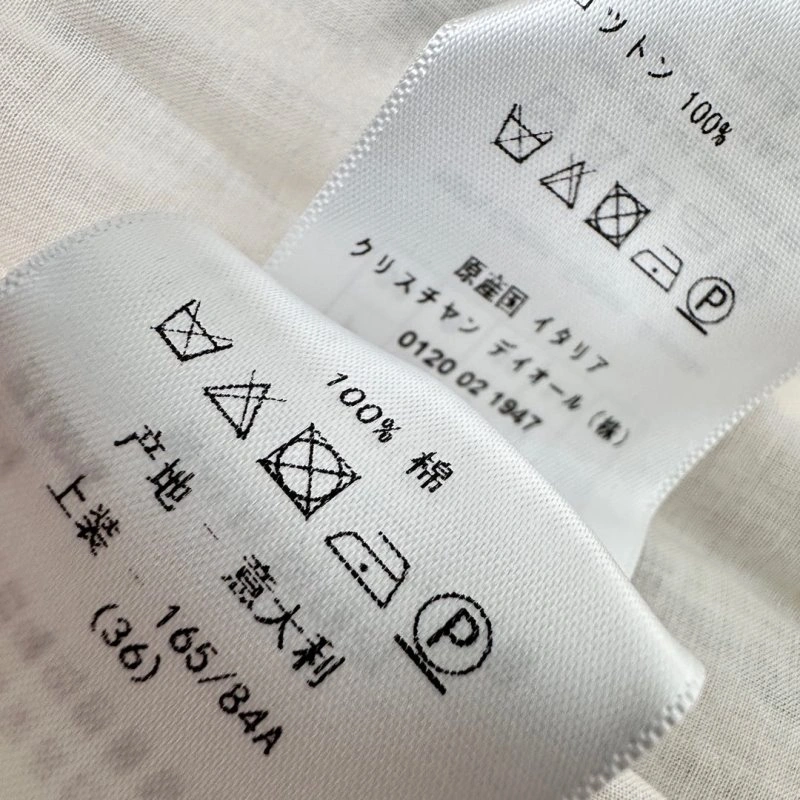 コットン 100%
原産国 イタリア
クリスチャン ディオール (株)
0120 02 1947
100% 棉
产地 意大利
上装 165/84A
(36)